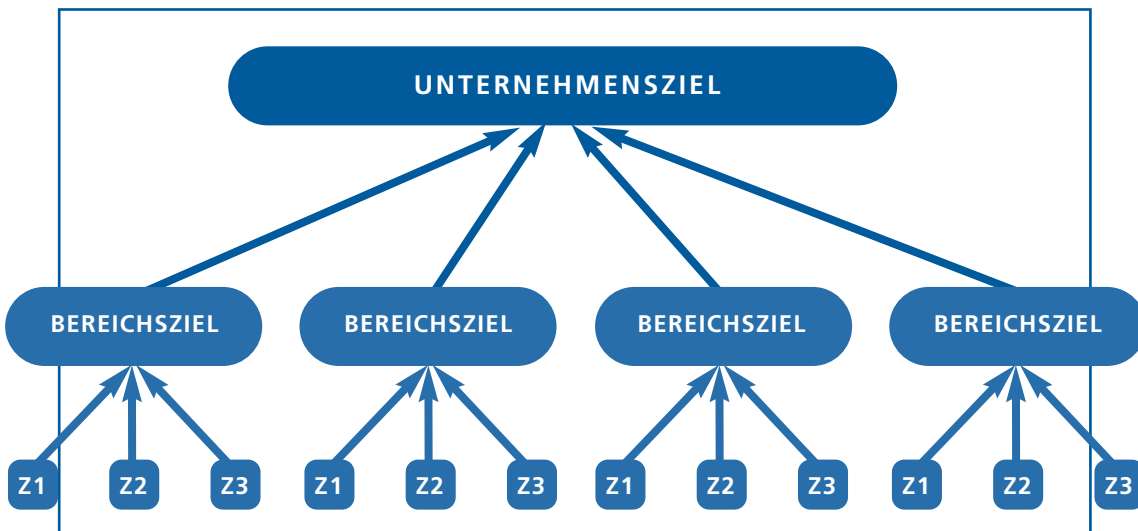 UNTERNEHMENSZIEL
BEREICHSZIEL BEREICHSZIEL BEREICHSZIEL BEREICHSZIEL
Z1 Z2 Z3 Z1 Z2 Z3 Z1 Z2 Z3 Z1 Z2 Z3